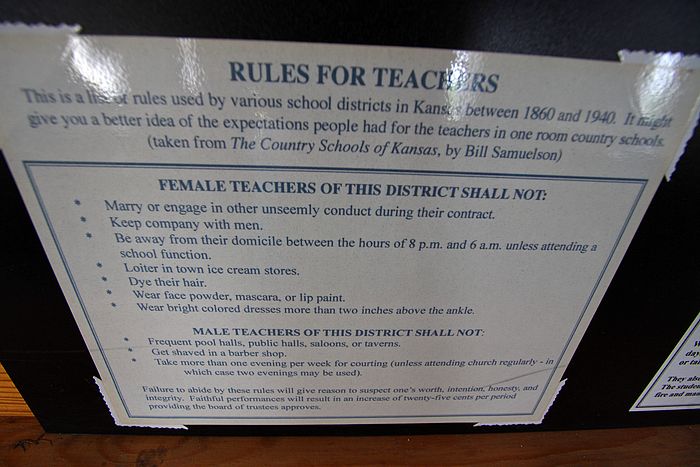 RULES FOR TEACHERS
This is a list of rules used by various school districts in Kansas between 1860 and 1940. It might
give you a better idea of the expectations people had for the teachers in one room country schools.
(taken from The Country Schools of Kansas, by Bill Samuelson)
FEMALE TEACHERS OF THIS DISTRICT SHALL NOT:
* Marry or engage in other unseemly conduct during their contract.
* Keep company with men.
* Be away from their domicile between the hours of 8 p.m. and 6 a.m. unless attending a
school function.
* Loiter in town ice cream stores.
* Dye their hair.
* Wear face powder, mascara, or lip paint.
* Wear bright colored dresses more than two inches above the ankle.
MALE TEACHERS OF THIS DISTRICT SHALL NOT:
* Frequent pool halls, public halls, saloons, or taverns.
* Get shaved in a barber shop.
* Take more than one evening per week for courting (unless attending church regularly - in
which case two evenings may be used).
Failure to abide by these rules will give reason to suspect one's worth, intention, honesty, and
integrity. Faithful performances will result in an increase of twenty-five cents per period
providing the board of trustees approves.
day
or
They
The
fire and